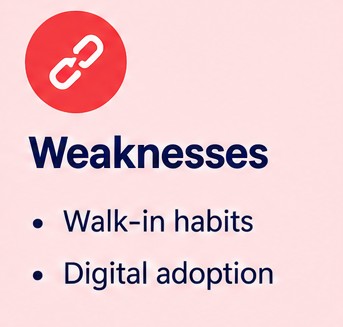 Weaknesses
• Walk-in habits
• Digital adoption